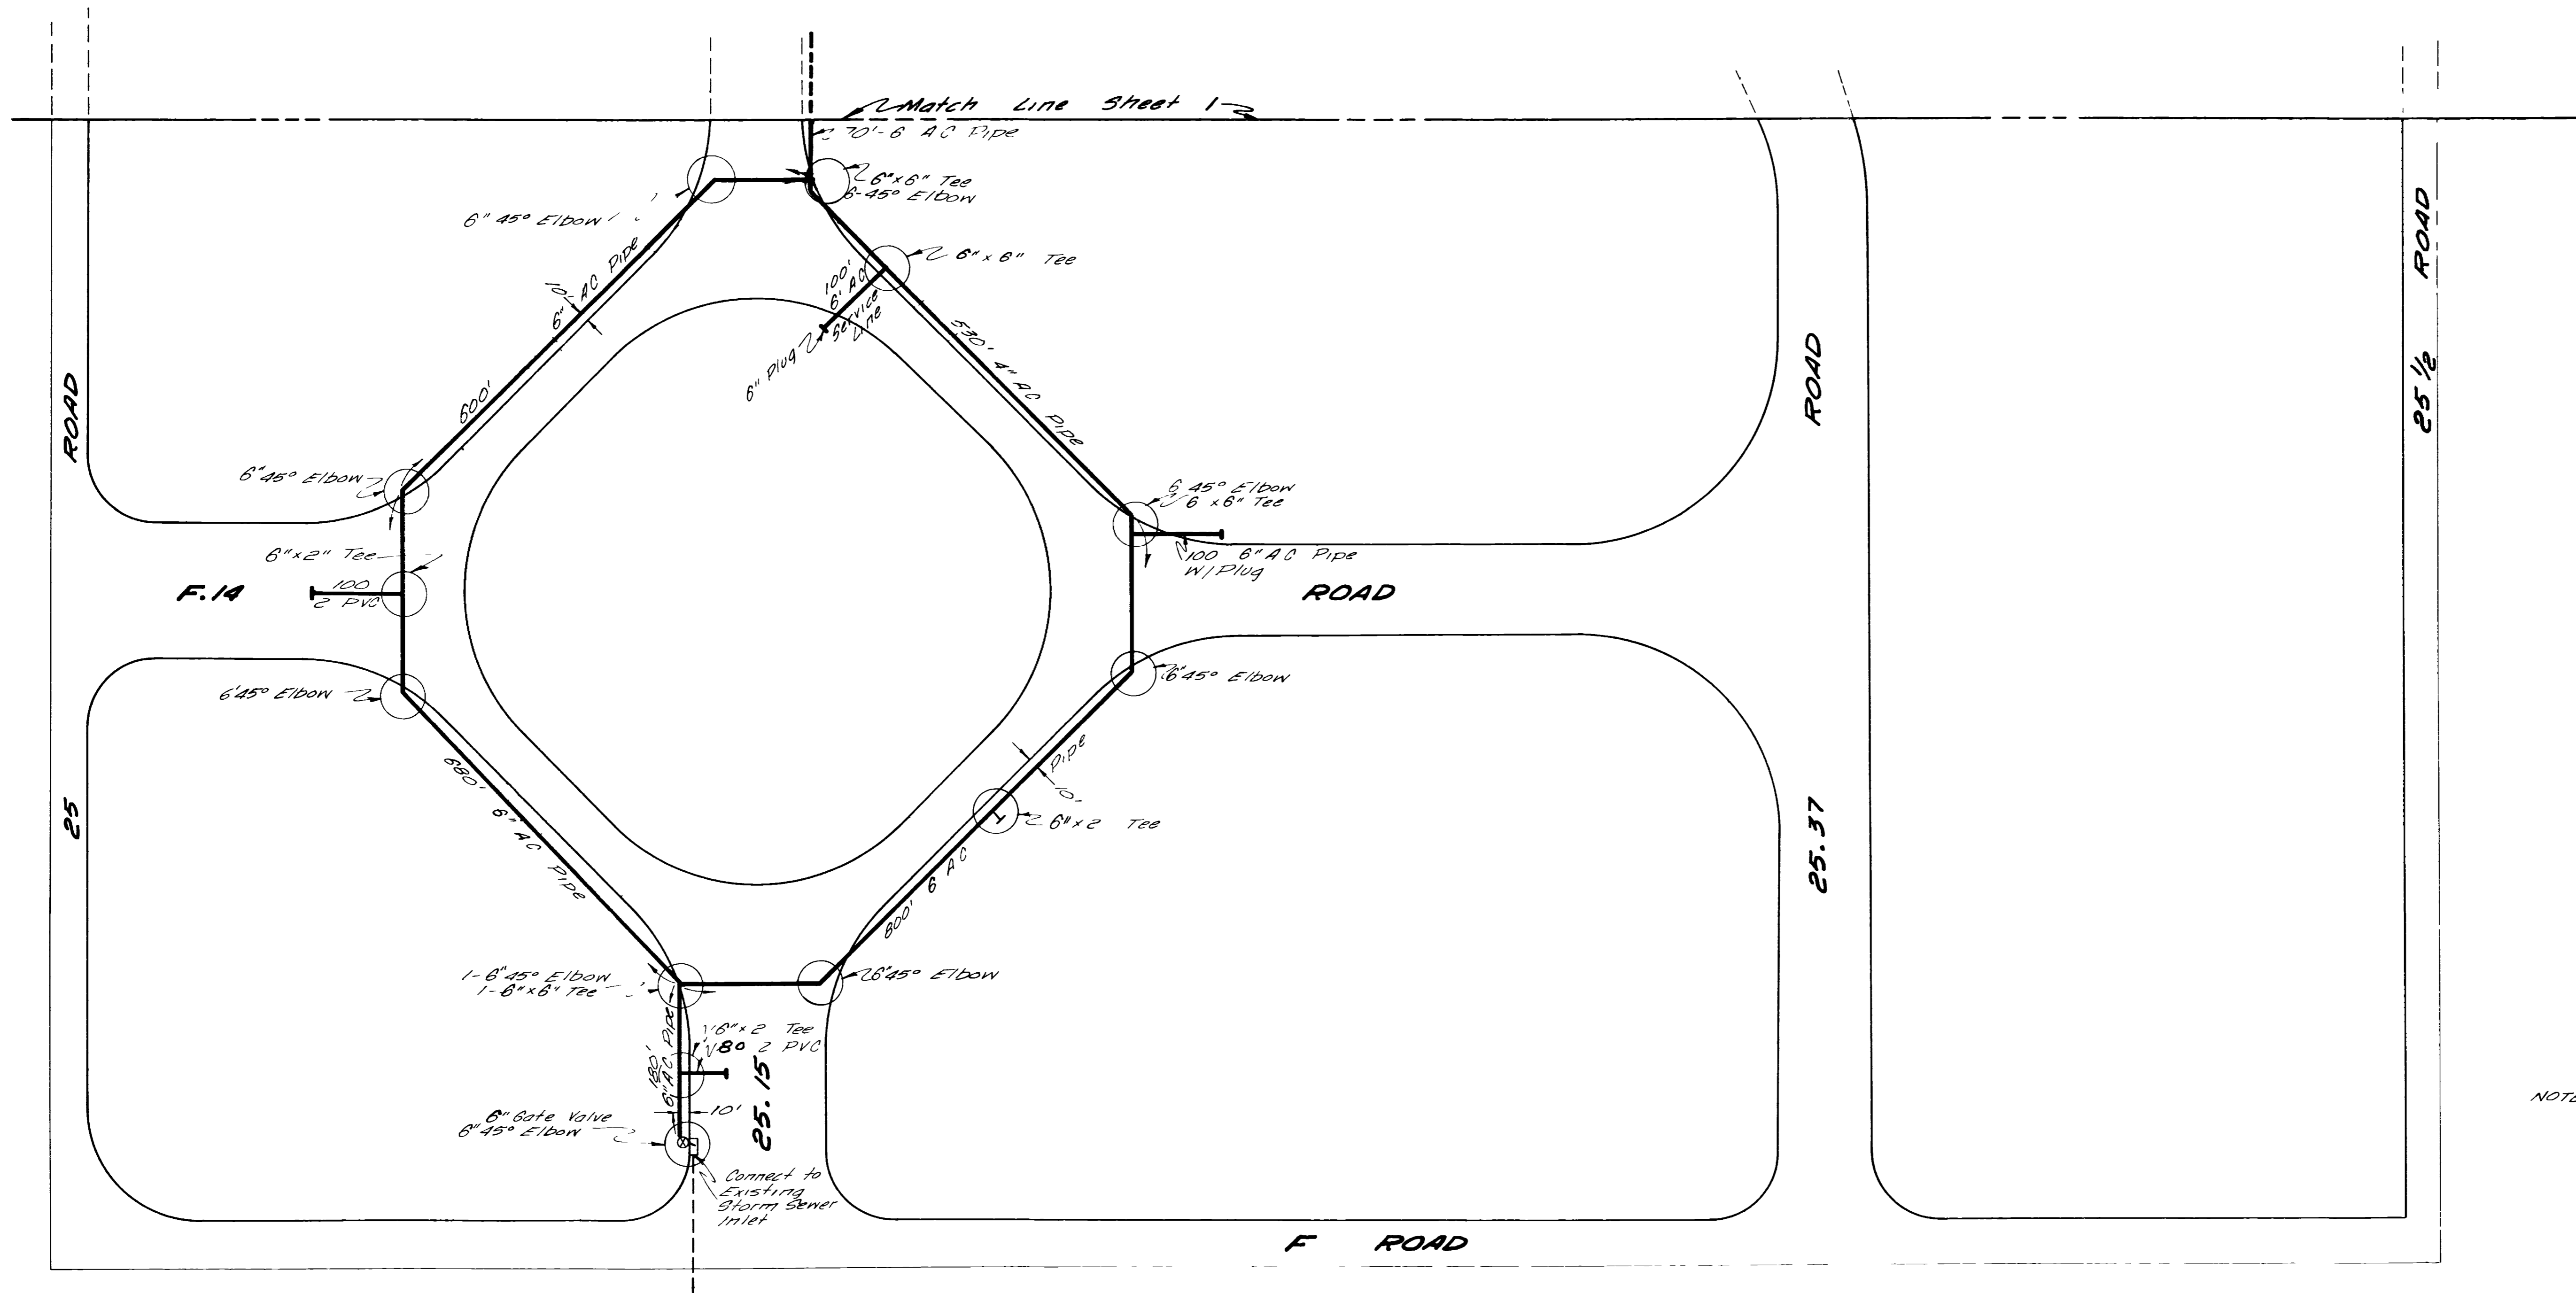 Match Line Sheet 1
70'-6 AC Pipe
6"x6" Tee
6-45° Elbow
6" 45° Elbow
6"x6" Tee
10'
600' 6" AC Pipe
100'
6' AC
Service
Line
6" Plug
530' 4" AC Pipe
ROAD
ROAD
25 1/2 ROAD
6"45° Elbow
6 45° Elbow
6 x6" Tee
100 6" AC Pipe
W/Plug
6"x2" Tee
100
2 PVC
F.14
ROAD
6'45° Elbow
6"45° Elbow
680' 6" AC Pipe
10'
6"x2 Tee
800' 6 AC Pipe
25
25.37
1-6"45° Elbow
1-6"x6" Tee
6"45° Elbow
6"x2 Tee
80 2 PVC
180'
6" AC Pipe
10'
25.15
6" Gate Valve
6"45° Elbow
Connect to
Existing
Storm Sewer
Inlet
F ROAD
NOTE